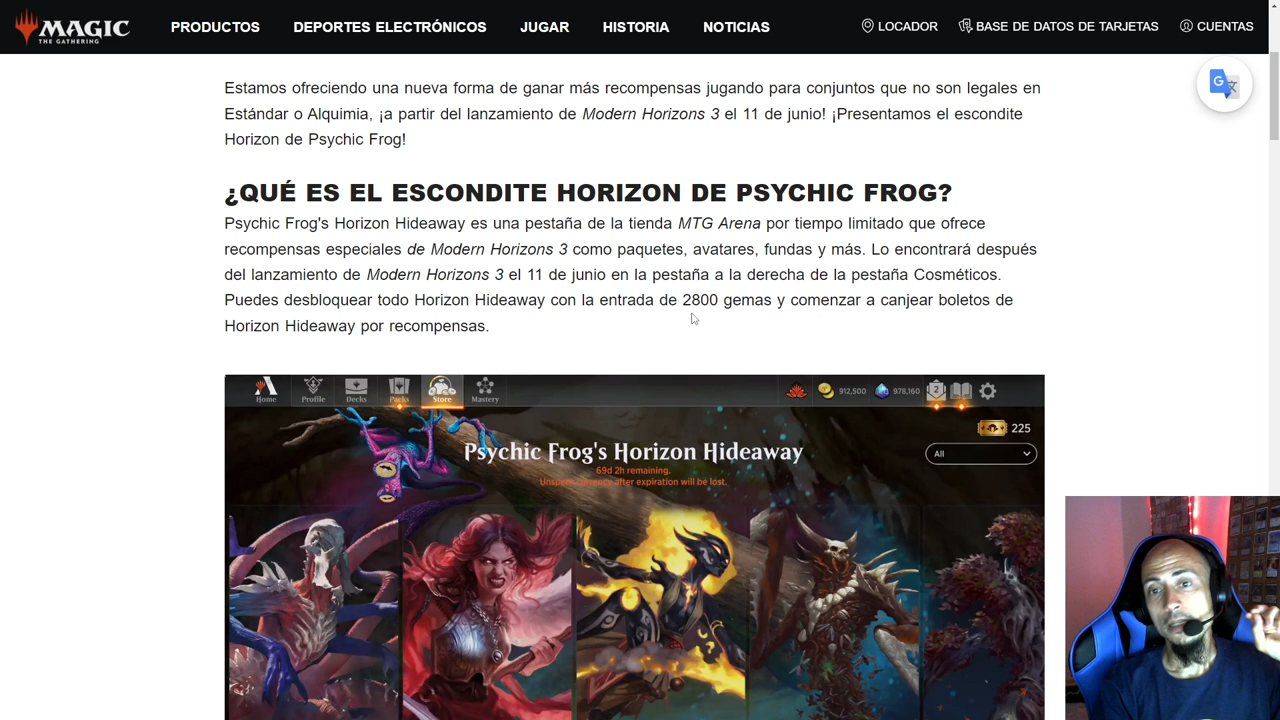 MAGIC
THE GATHERING
PRODUCTOS
DEPORTES ELECTRÓNICOS
JUGAR
HISTORIA
NOTICIAS
LOCADOR
BASE DE DATOS DE TARJETAS
CUENTAS
Estamos ofreciendo una nueva forma de ganar más recompensas jugando para conjuntos que no son legales en
Estándar o Alquimia, ¡a partir del lanzamiento de Modern Horizons 3 el 11 de junio! ¡Presentamos el escondite
Horizon de Psychic Frog!
¿QUÉ ES EL ESCONDITE HORIZON DE PSYCHIC FROG?
Psychic Frog's Horizon Hideaway es una pestaña de la tienda MTG Arena por tiempo limitado que ofrece
recompensas especiales de Modern Horizons 3 como paquetes, avatares, fundas y más. Lo encontrará después
del lanzamiento de Modern Horizons 3 el 11 de junio en la pestaña a la derecha de la pestaña Cosméticos.
Puedes desbloquear todo Horizon Hideaway con la entrada de 2800 gemas y comenzar a canjear boletos de
Horizon Hideaway por recompensas.
Home
Profile
Decks
Packs
Store
Mastery
912,500
978,160
2
225
Psychic Frog's Horizon Hideaway
All
69d 2h remaining.
Unspent currency after expiration will be lost.
G